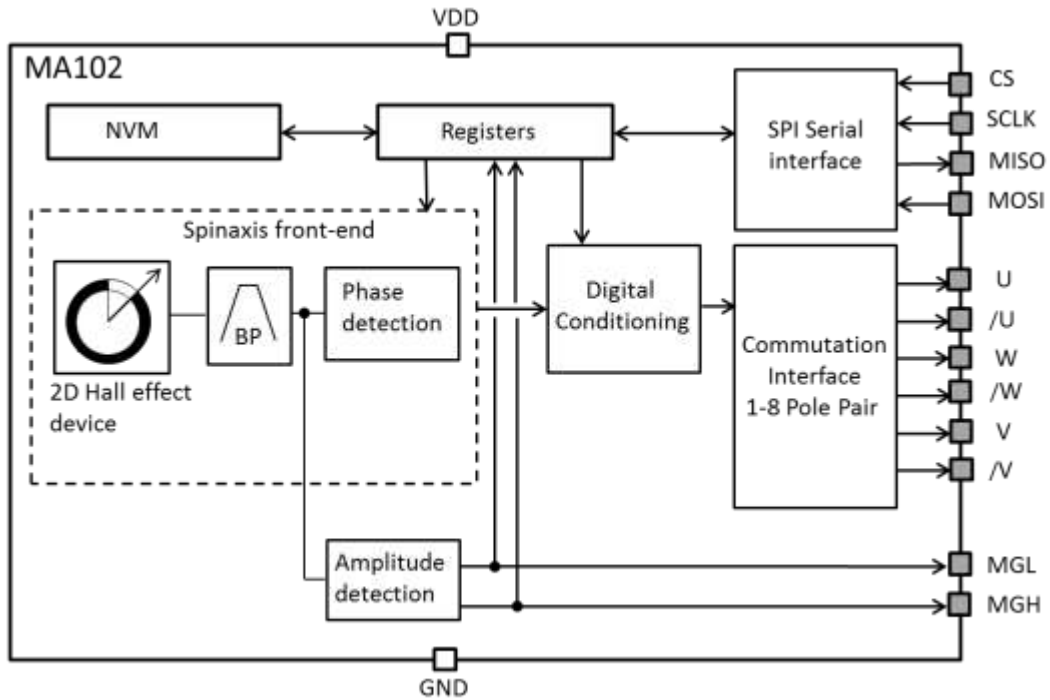 VDD
MA102
NVM
Registers
SPI Serial
interface
CS
SCLK
MISO
MOSI
Spinaxis front-end
BP
Phase
detection
2D Hall effect
device
Digital
Conditioning
Commutation
Interface
1-8 Pole Pair
U
/U
W
/W
V
/V
Amplitude
detection
MGL
MGH
GND